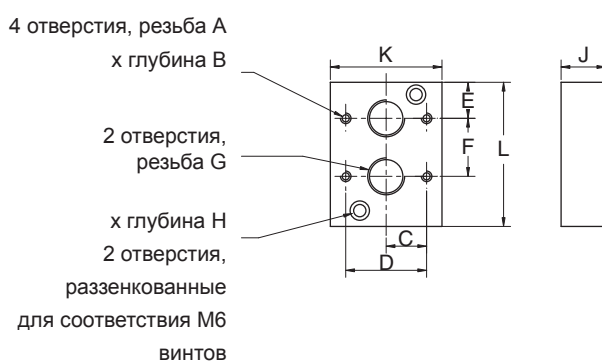 4 отверстия, резьба A
x глубина B
2 отверстия,
резьба G
x глубина H
2 отверстия,
раззенкованные
для соответствия M6
винтов
K
J
E
F
L
C
D